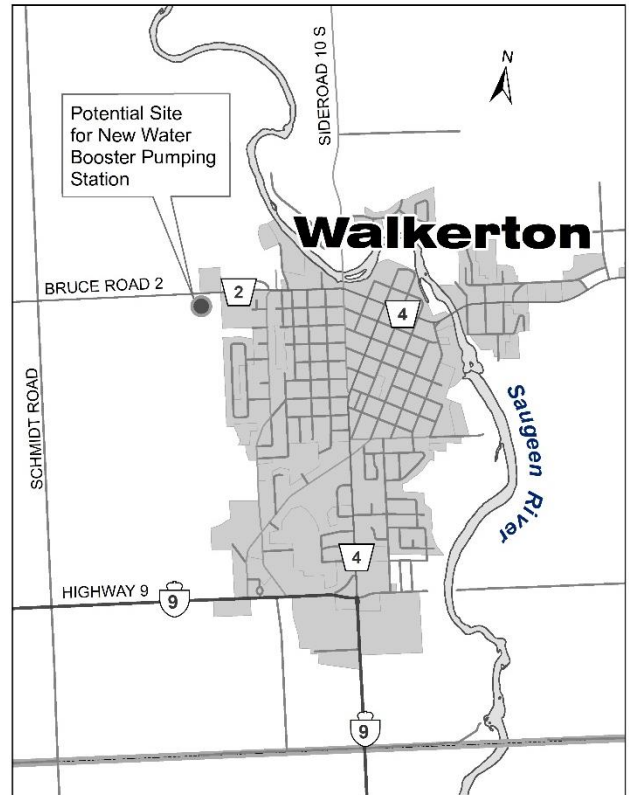 SIDEROAD 10 S
N
Potential Site
for New Water
Booster Pumping
Station
Walkerton
BRUCE ROAD 2
2
4
SCHMIDT ROAD
Saugeen River
4
HIGHWAY 9
9
9